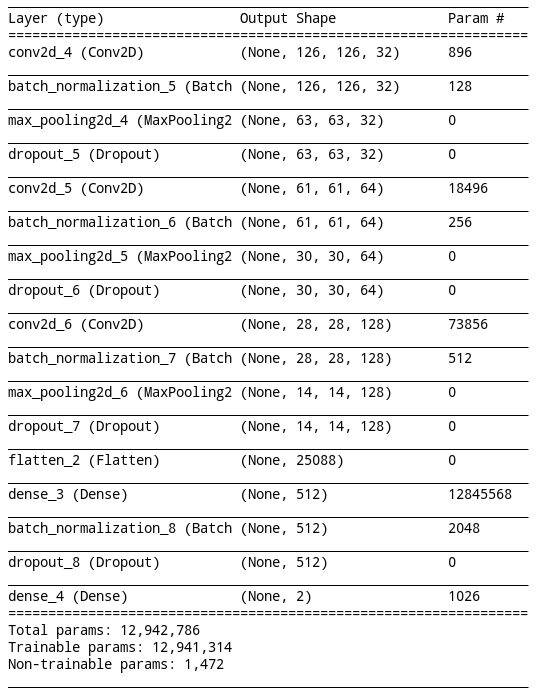 Layer (type) Output Shape Param #
=================================================================
conv2d_4 (Conv2D) (None, 126, 126, 32) 896
batch_normalization_5 (Batch (None, 126, 126, 32) 128
max_pooling2d_4 (MaxPooling2 (None, 63, 63, 32) 0
dropout_5 (Dropout) (None, 63, 63, 32) 0
conv2d_5 (Conv2D) (None, 61, 61, 64) 18496
batch_normalization_6 (Batch (None, 61, 61, 64) 256
max_pooling2d_5 (MaxPooling2 (None, 30, 30, 64) 0
dropout_6 (Dropout) (None, 30, 30, 64) 0
conv2d_6 (Conv2D) (None, 28, 28, 128) 73856
batch_normalization_7 (Batch (None, 28, 28, 128) 512
max_pooling2d_6 (MaxPooling2 (None, 14, 14, 128) 0
dropout_7 (Dropout) (None, 14, 14, 128) 0
flatten_2 (Flatten) (None, 25088) 0
dense_3 (Dense) (None, 512) 12845568
batch_normalization_8 (Batch (None, 512) 2048
dropout_8 (Dropout) (None, 512) 0
dense_4 (Dense) (None, 2) 1026
=================================================================
Total params: 12,942,786
Trainable params: 12,941,314
Non-trainable params: 1,472